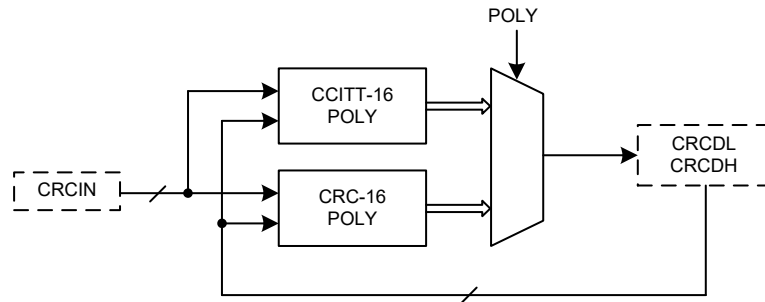 POLY
CCITT-16
POLY
CRCDL
CRCDH
CRCIN
CRC-16
POLY